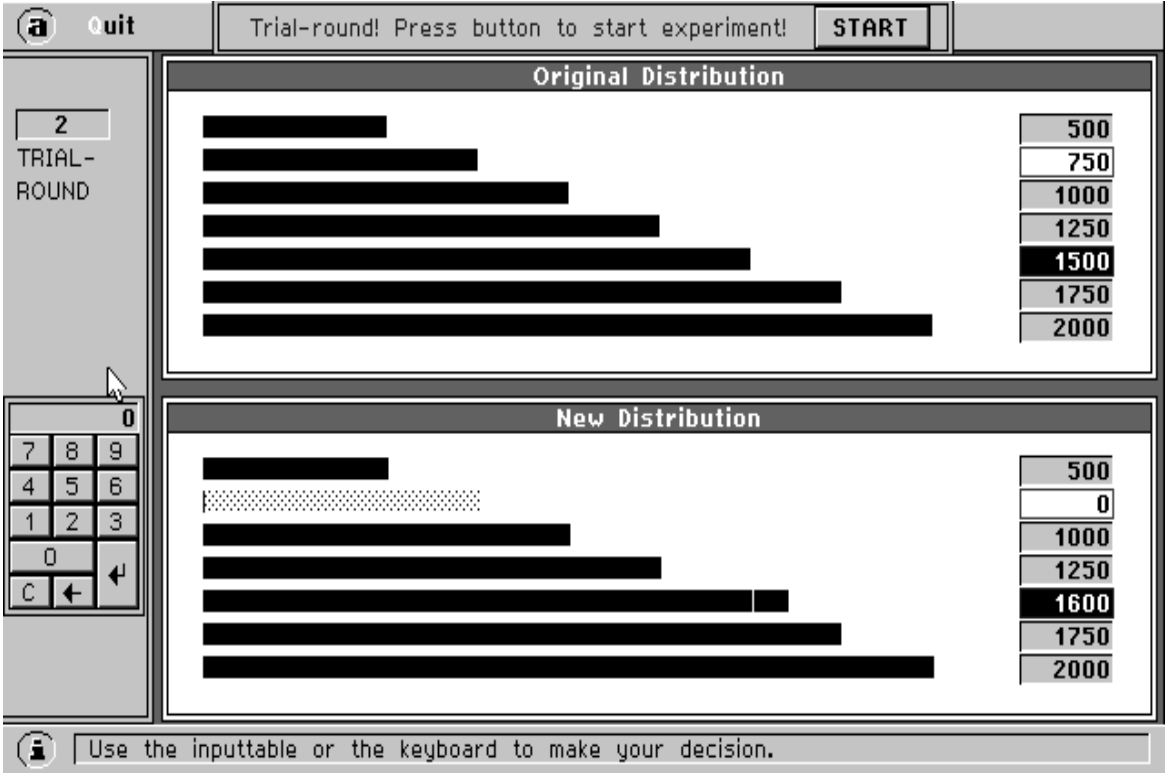 a Quit
Trial-round! Press button to start experiment! START
2
TRIAL-
ROUND
Original Distribution
500
750
1000
1250
1500
1750
2000
0
7 8 9
4 5 6
1 2 3
0
C ← ↵
New Distribution
500
0
1000
1250
1600
1750
2000
i Use the inputtable or the keyboard to make your decision.